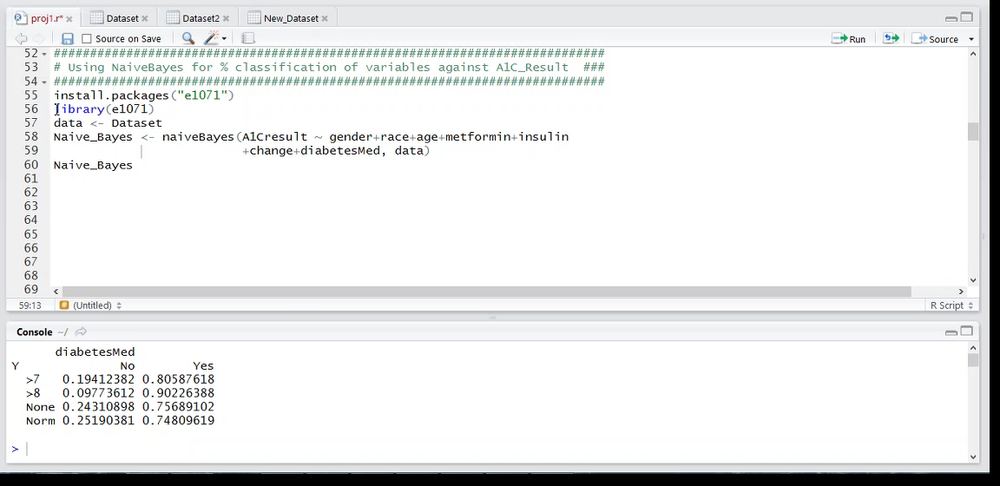 proj1.r* Dataset Dataset2 New_Dataset
Source on Save Run Source
52 ############################################################################
53 # Using NaiveBayes for % classification of variables against A1C_Result ###
54 ############################################################################
55 install.packages("e1071")
56 library(e1071)
57 data <- Dataset
58 Naive_Bayes <- naiveBayes(A1Cresult ~ gender+race+age+metformin+insulin
59 +change+diabetesMed, data)
60 Naive_Bayes
61
62
63
64
65
66
67
68
69
59:13 # (Untitled) R Script
Console ~/
diabetesMed
Y No Yes
>7 0.19412382 0.80587618
>8 0.09773612 0.90226388
None 0.24310898 0.75689102
Norm 0.25190381 0.74809619
>